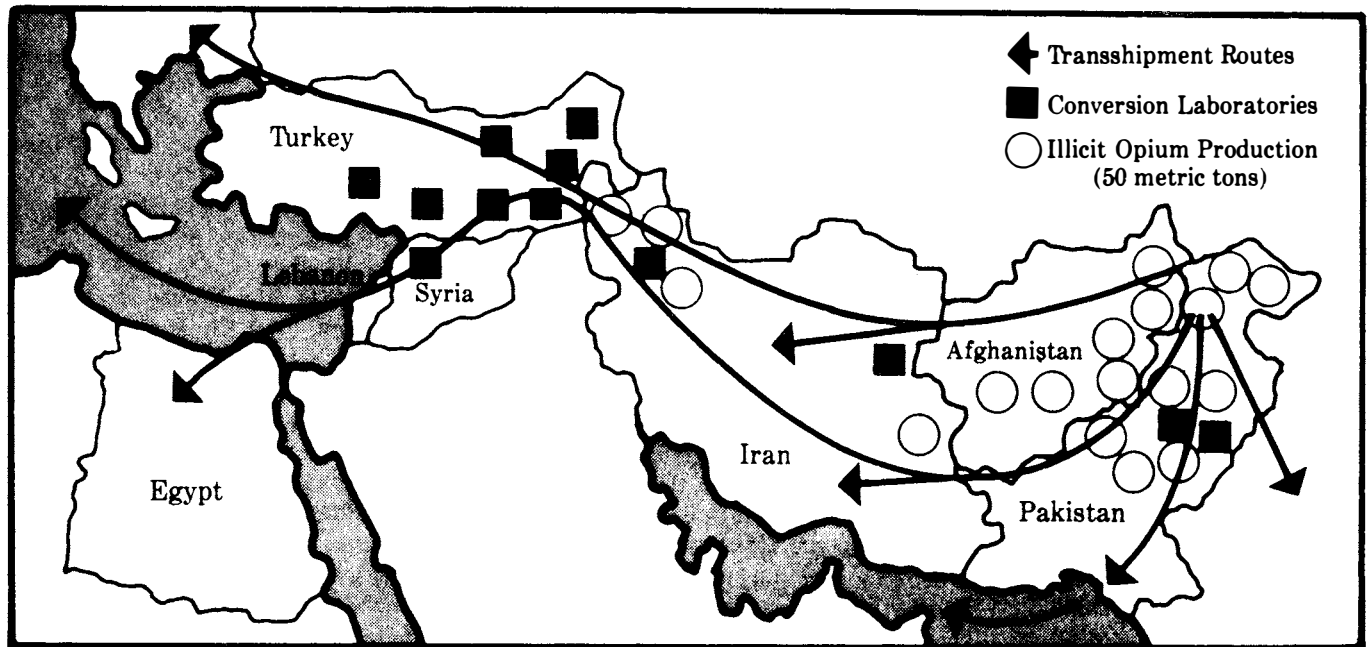 Transshipment Routes
Conversion Laboratories
Illicit Opium Production
(50 metric tons)
Turkey
Lebanon
Syria
Afghanistan
Iran
Egypt
Pakistan